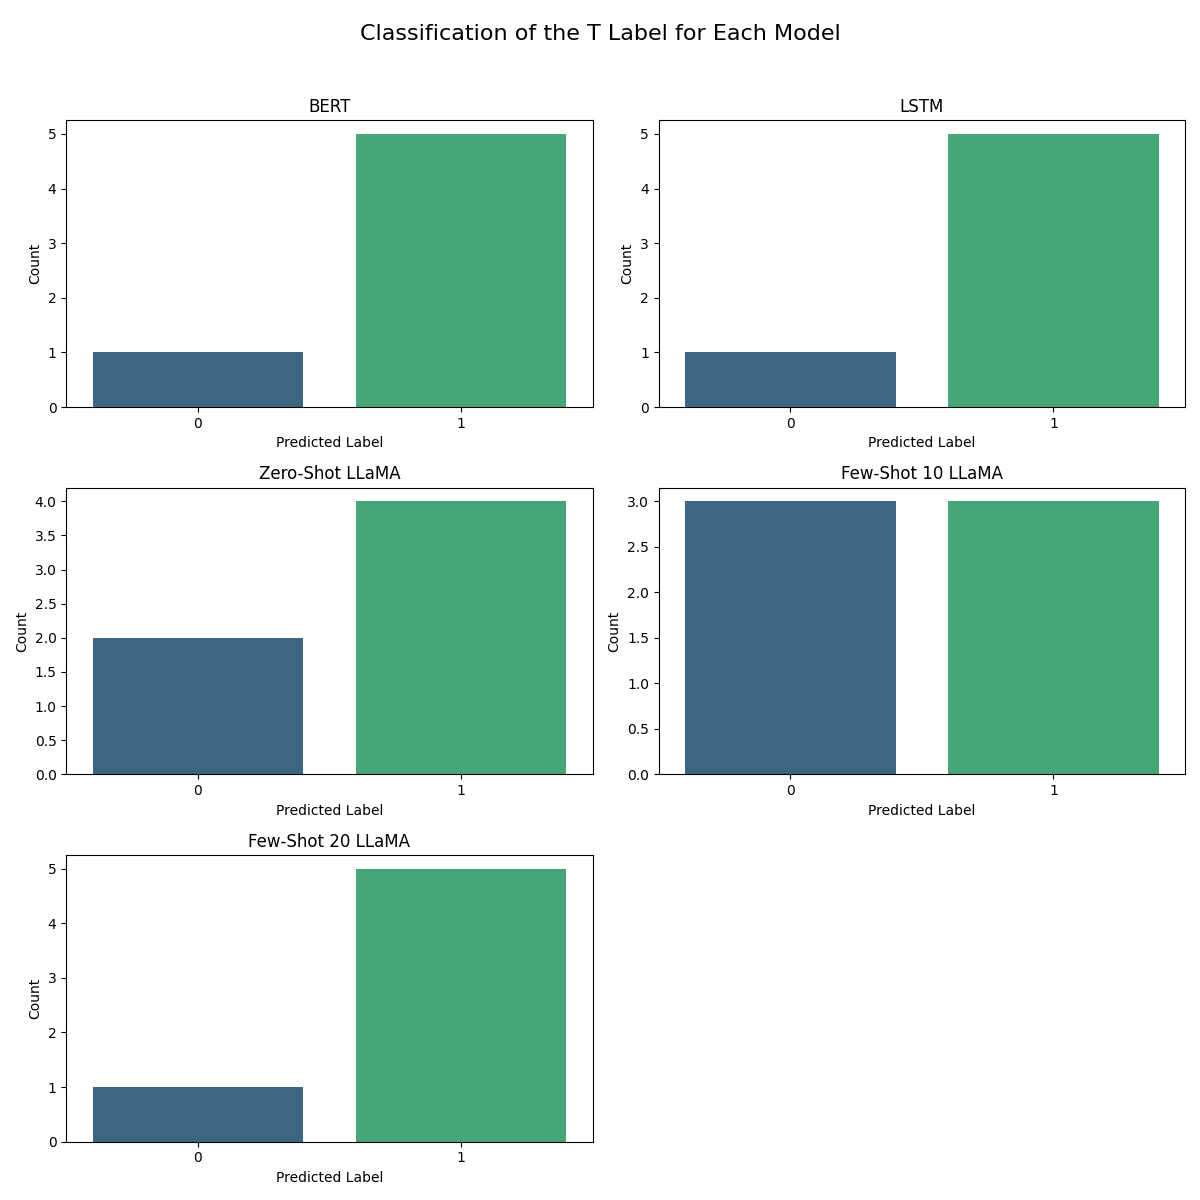 Classification of the T Label for Each Model
BERT
5
4
3
2
1
0
Count
0 1
Predicted Label
LSTM
5
4
3
2
1
0
Count
0 1
Predicted Label
Zero-Shot LLaMA
4.0
3.5
3.0
2.5
2.0
1.5
1.0
0.5
0.0
Count
0 1
Predicted Label
Few-Shot 10 LLaMA
3.0
2.5
2.0
1.5
1.0
0.5
0.0
Count
0 1
Predicted Label
Few-Shot 20 LLaMA
5
4
3
2
1
0
Count
0 1
Predicted Label